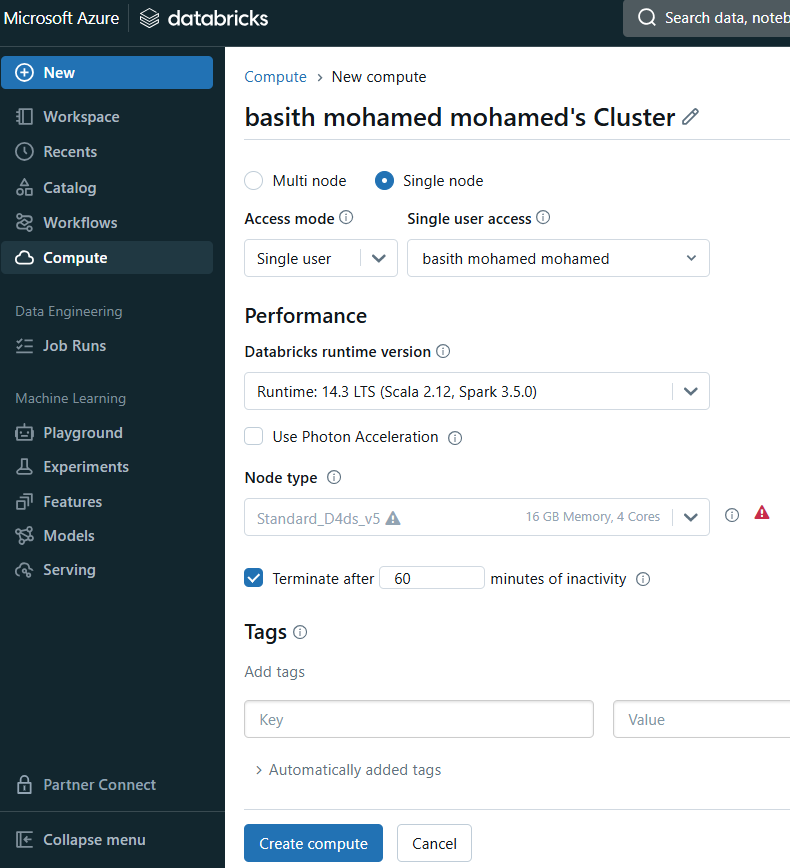 Microsoft Azure databricks
Search data, noteb
New
Workspace
Recents
Catalog
Workflows
Compute
Data Engineering
Job Runs
Machine Learning
Playground
Experiments
Features
Models
Serving
Partner Connect
Collapse menu
Compute > New compute
basith mohamed mohamed's Cluster
Multi node Single node
Access mode Single user access
Single user basith mohamed mohamed
Performance
Databricks runtime version
Runtime: 14.3 LTS (Scala 2.12, Spark 3.5.0)
Use Photon Acceleration
Node type
Standard_D4ds_v5 16 GB Memory, 4 Cores
Terminate after 60 minutes of inactivity
Tags
Add tags
Key Value
Automatically added tags
Create compute Cancel